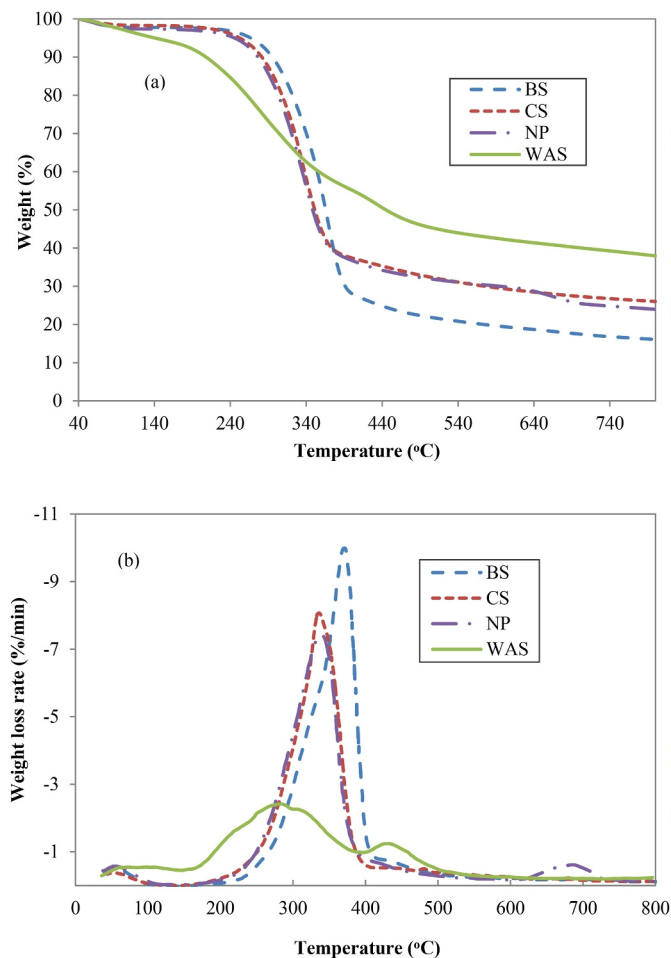 100
90
80
70
60
50
40
30
20
10
0
Weight (%)
(a)
BS
CS
NP
WAS
40 140 240 340 440 540 640 740
Temperature (oC)
-11
-9
-7
-5
-3
-1
Weight loss rate (%/min)
(b)
BS
CS
NP
WAS
0 100 200 300 400 500 600 700 800
Temperature (oC)